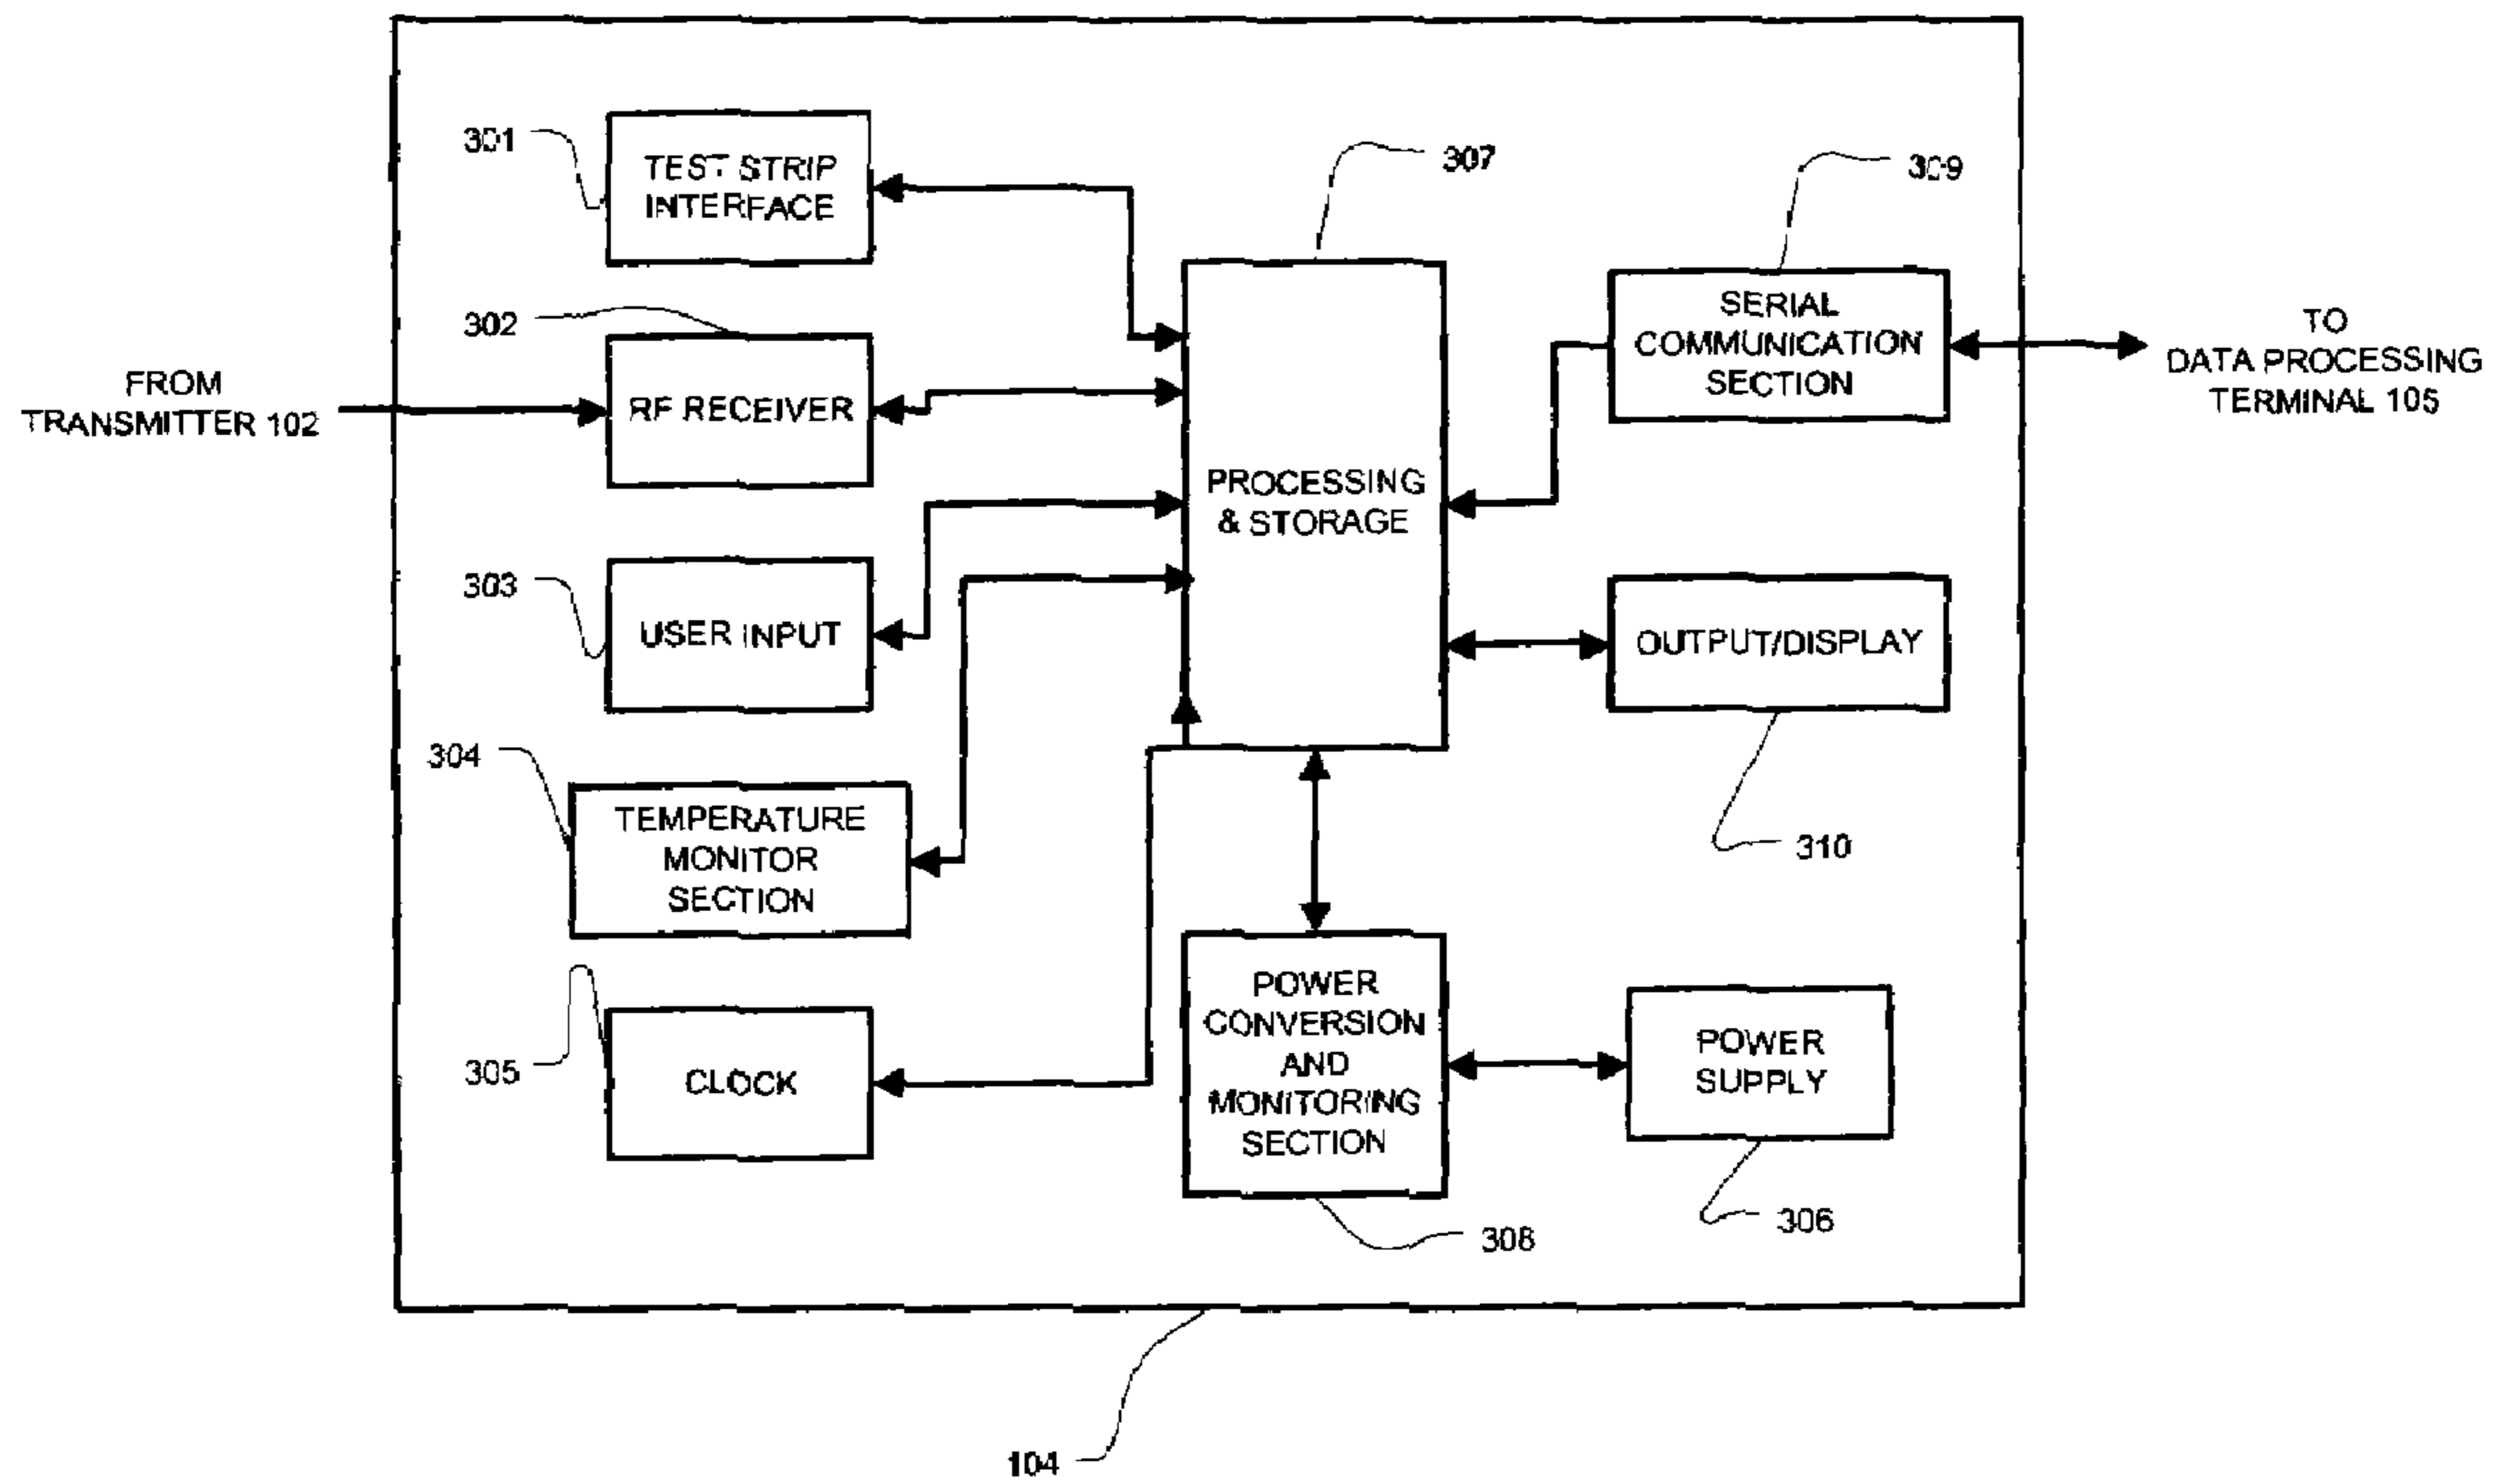 301
TEST STRIP
INTERFACE
307
309
302
SERIAL
COMMUNICATION
SECTION
TO
DATA PROCESSING
TERMINAL 105
FROM
TRANSMITTER 102
RF RECEIVER
PROCESSING
& STORAGE
303
USER INPUT
OUTPUT/DISPLAY
304
TEMPERATURE
MONITOR
SECTION
310
305
CLOCK
POWER
CONVERSION
AND
MONITORING
SECTION
POWER
SUPPLY
306
308
104